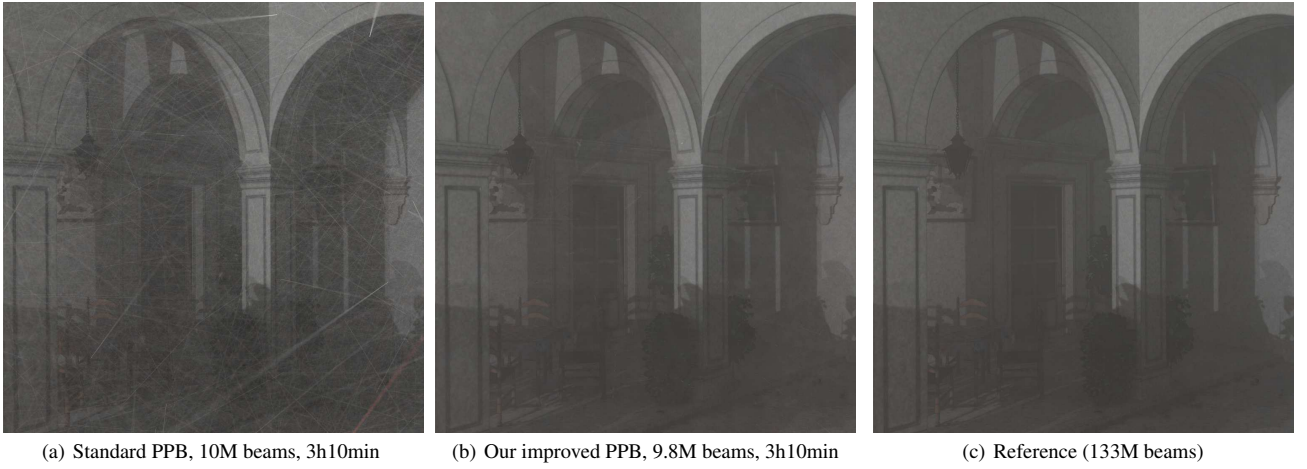 (a) Standard PPB, 10M beams, 3h10min
(b) Our improved PPB, 9.8M beams, 3h10min
(c) Reference (133M beams)